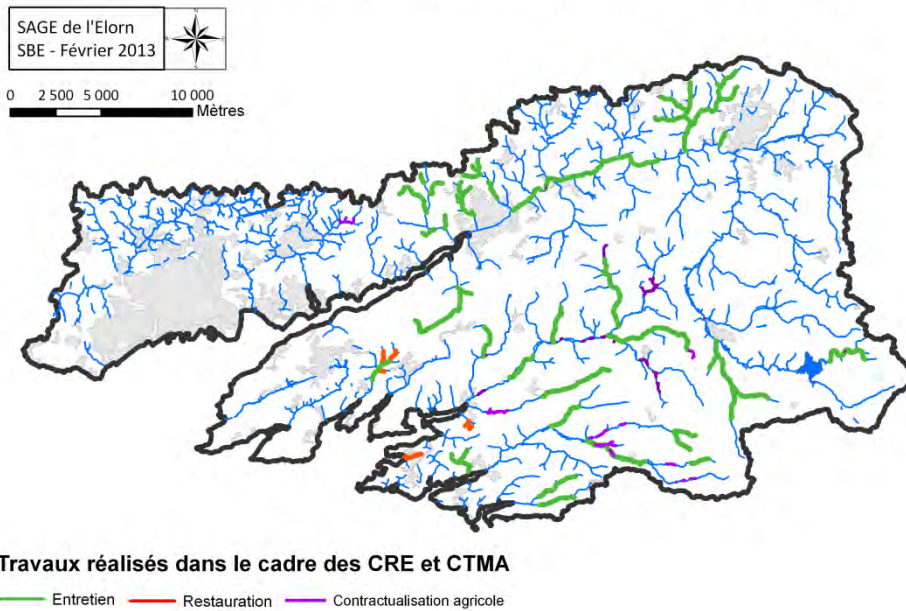 SAGE de l'Elorn
SBE - Février 2013
0 2 500 5 000 10 000
Mètres
Travaux réalisés dans le cadre des CRE et CTMA
Entretien Restauration Contractualisation agricole